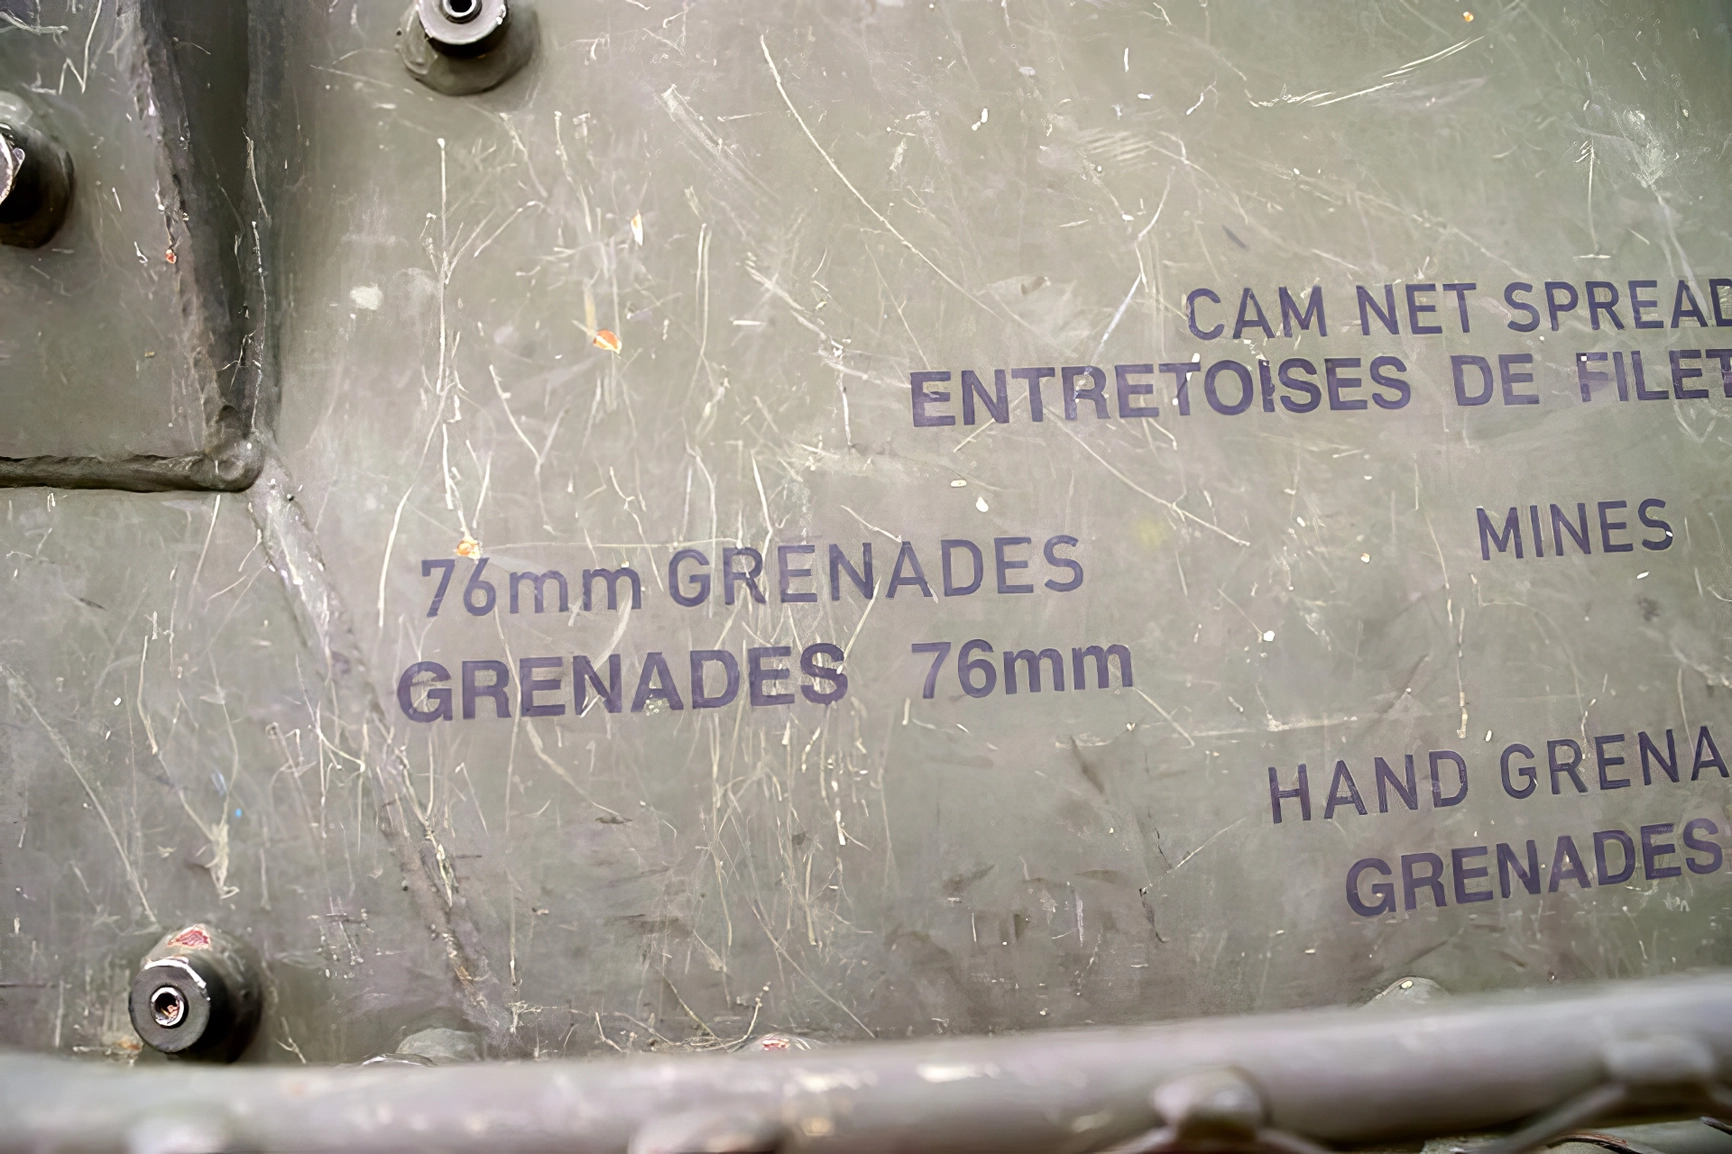 CAM NET SPREAD
ENTRETOISES DE FILET
MINES
76mm GRENADES
GRENADES 76mm
HAND GRENA
GRENADES